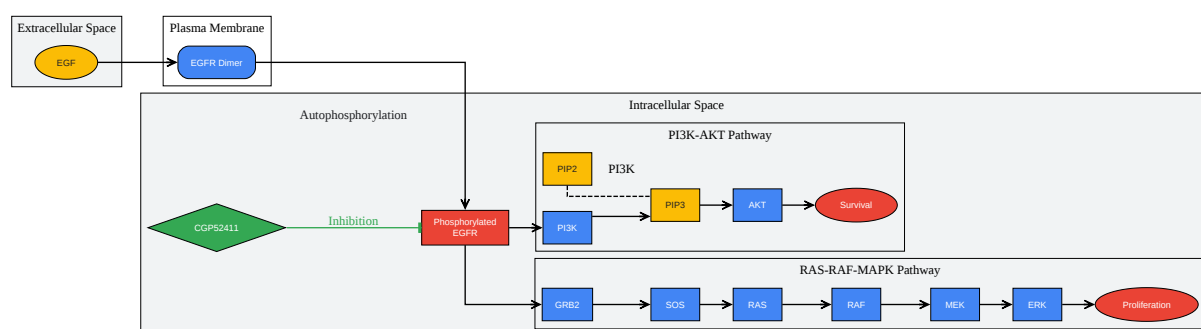 Extracellular Space
EGF
Plasma Membrane
EGFR Dimer
Intracellular Space
Autophosphorylation
PI3K-AKT Pathway
PIP2
PI3K
PIP3
AKT
Survival
PI3K
CGP52411
Inhibition
Phosphorylated
EGFR
RAS-RAF-MAPK Pathway
GRB2
SOS
RAS
RAF
MEK
ERK
Proliferation